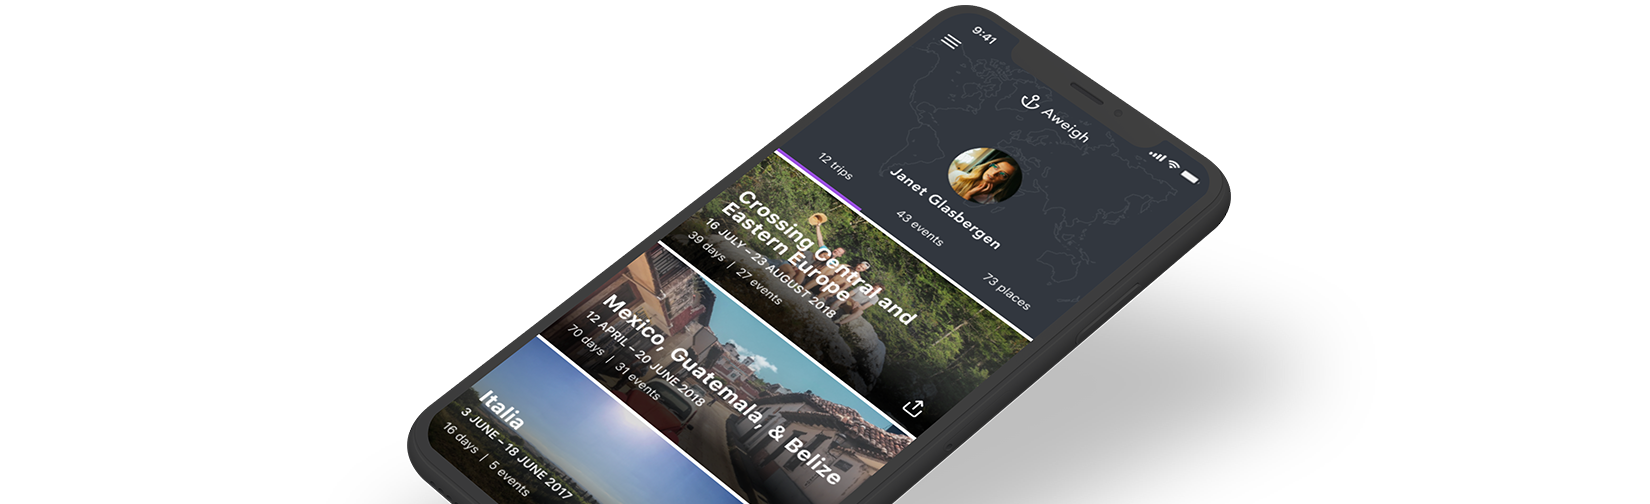 9:41
Aweigh
Janet Glasbergen
12 trips
43 events
73 places
Crossing Central and
Eastern Europe
16 JULY – 23 AUGUST 2018
39 days | 27 events
Mexico, Guatemala, & Belize
12 APRIL – 20 JUNE 2018
70 days | 31 events
Italia
3 JUNE – 18 JUNE 2017
16 days | 5 events